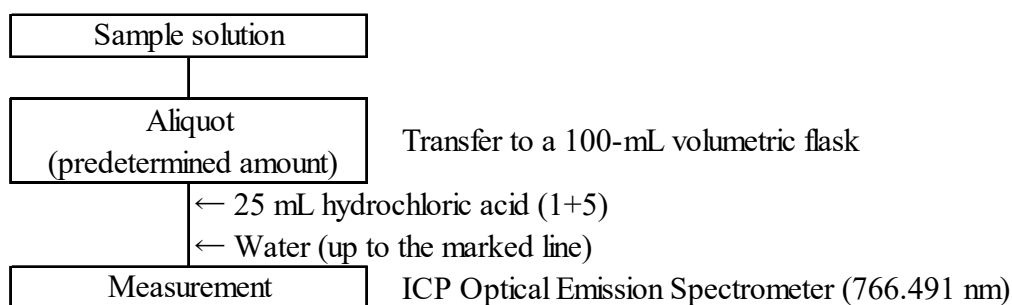 Sample solution
Aliquot
(predetermined amount)
Transfer to a 100-mL volumetric flask
← 25 mL hydrochloric acid (1+5)
← Water (up to the marked line)
Measurement
ICP Optical Emission Spectrometer (766.491 nm)